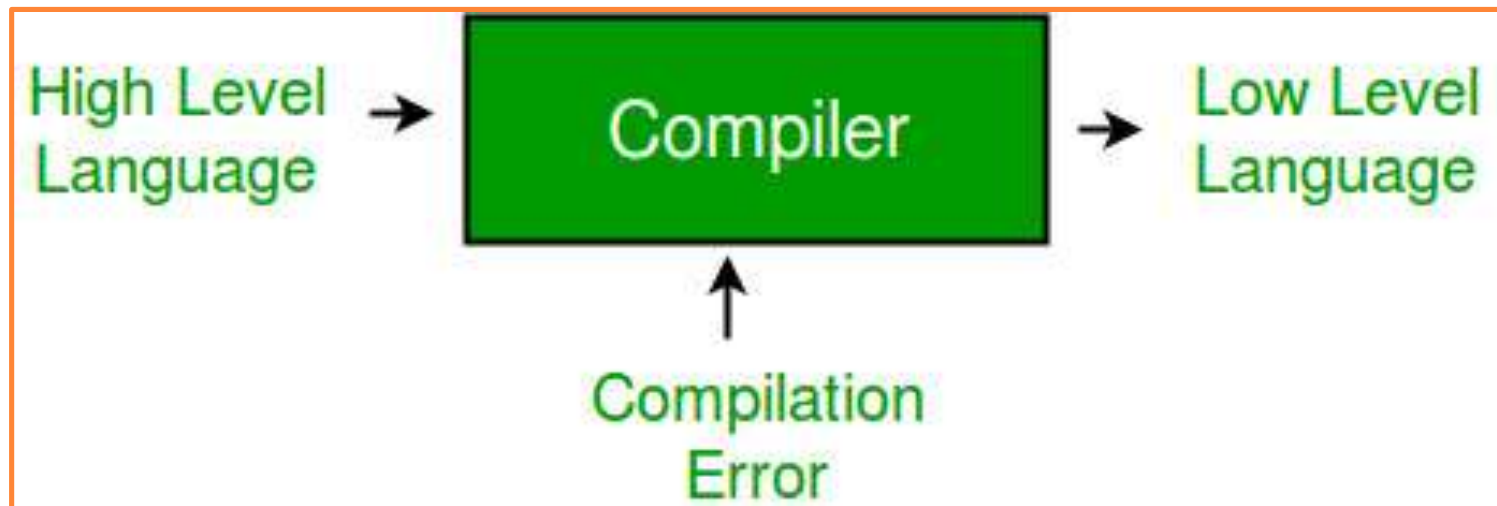 High Level
Language
Compiler
Low Level
Language
Compilation
Error